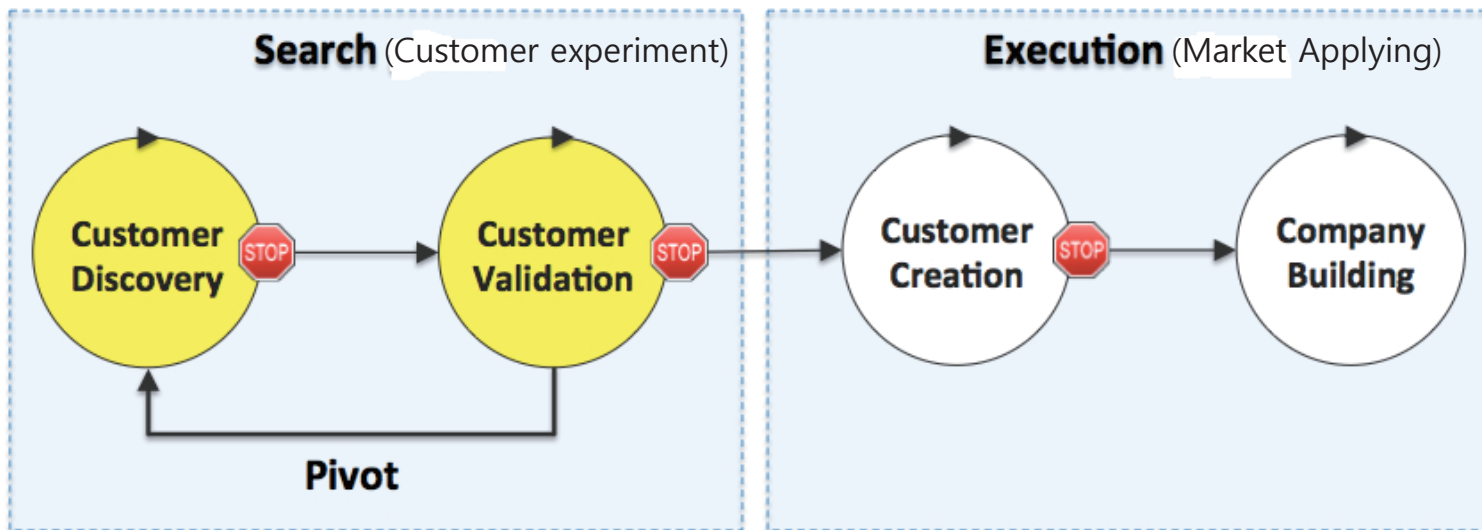 Search (Customer experiment)
Execution (Market Applying)
Customer
Discovery
STOP
Customer
Validation
STOP
Customer
Creation
STOP
Company
Building
Pivot